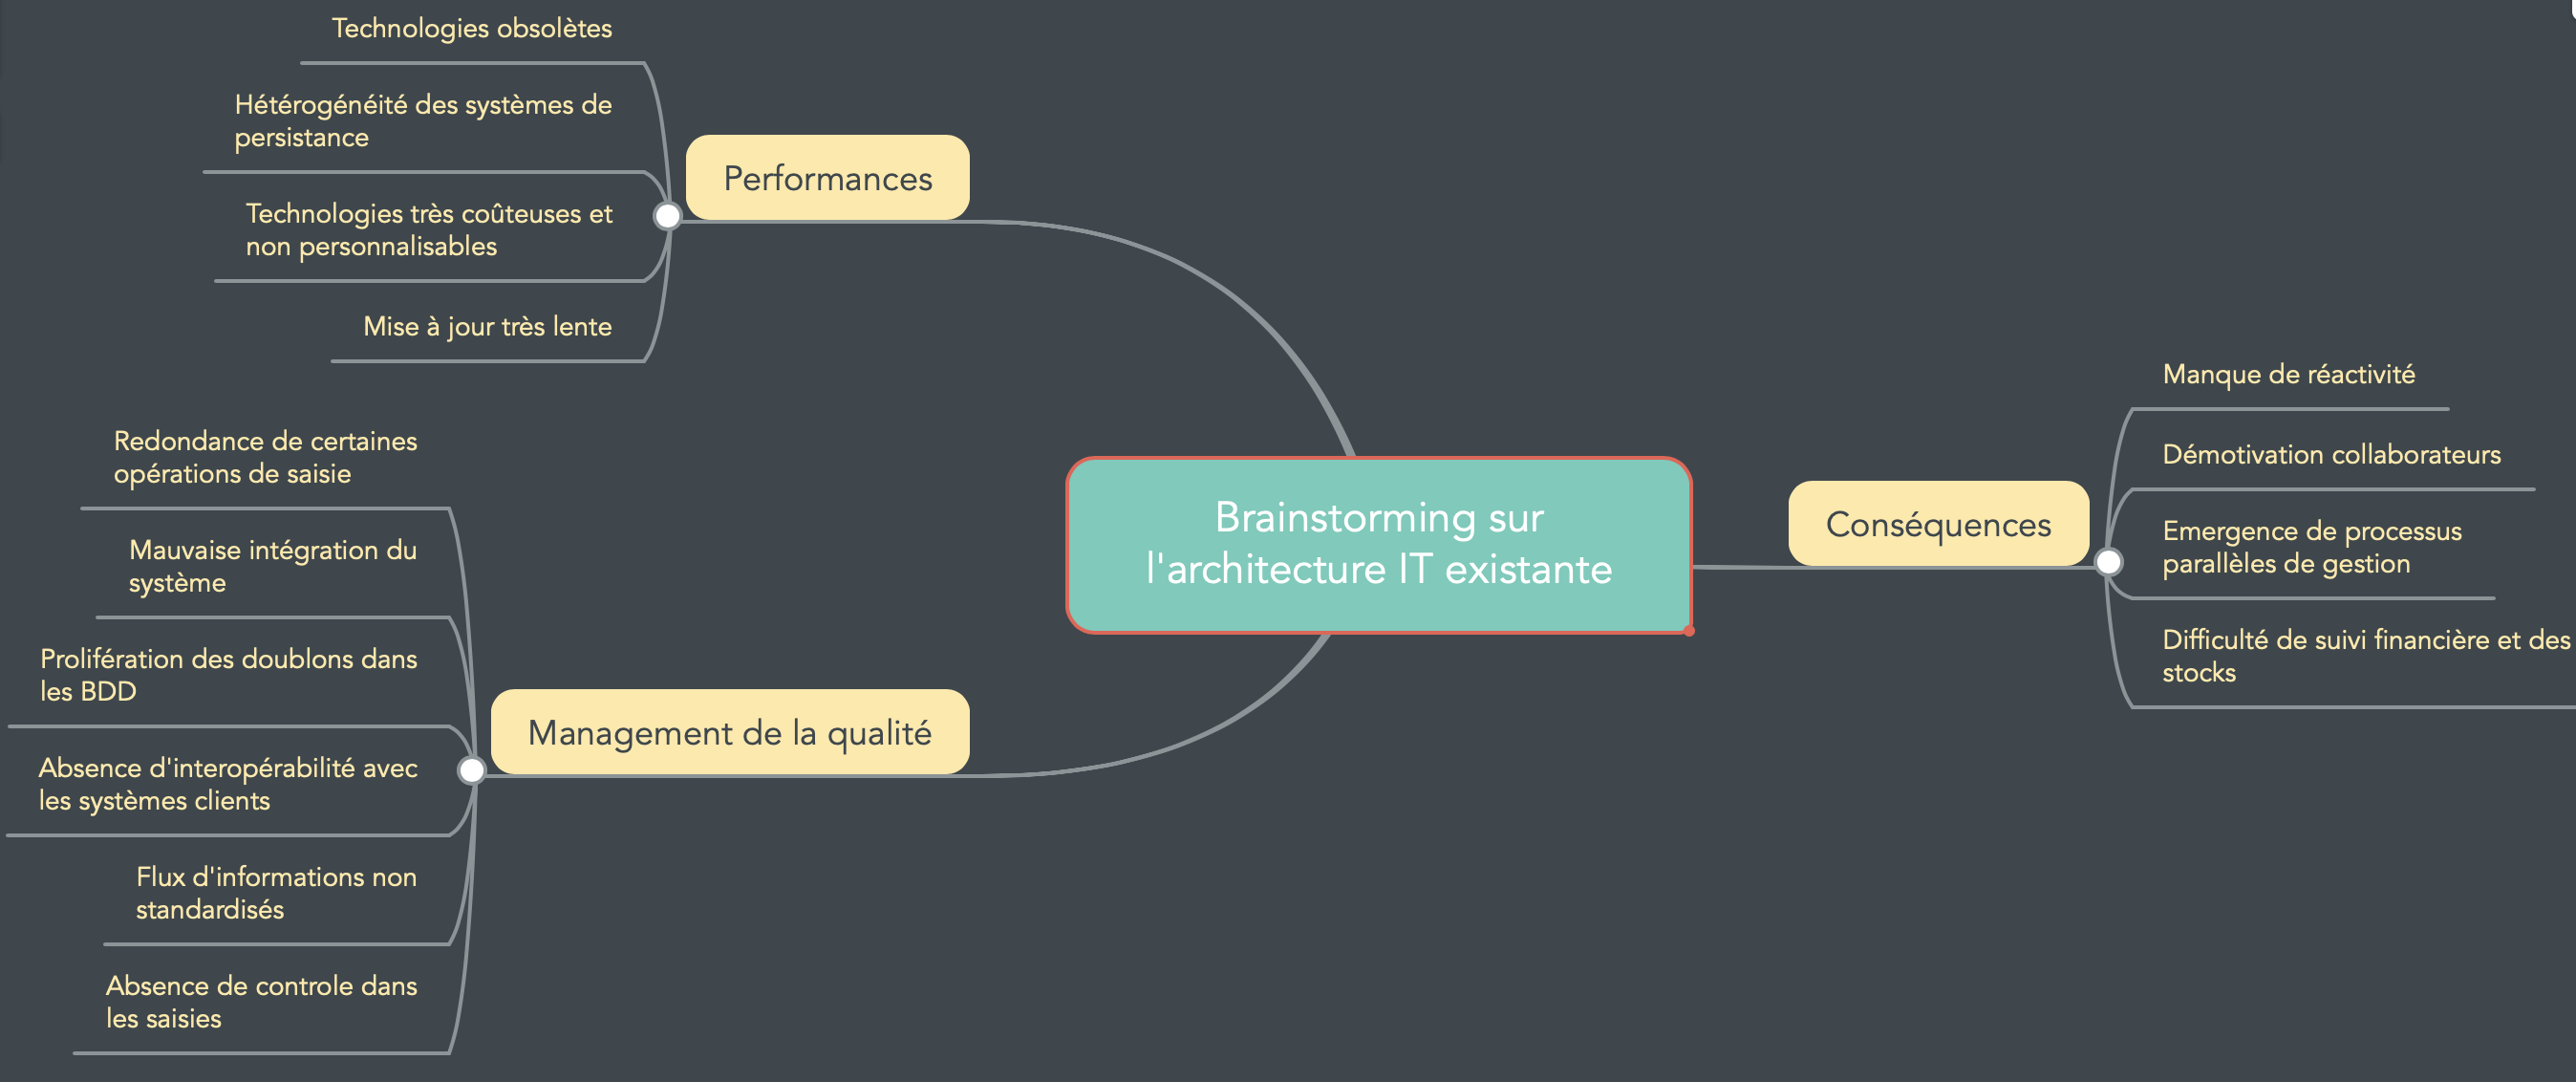 Technologies obsolètes
Hétérogénéité des systèmes de
persistance
Technologies très coûteuses et
non personnalisables
Mise à jour très lente
Performances
Redondance de certaines
opérations de saisie
Mauvaise intégration du
système
Prolifération des doublons dans
les BDD
Absence d'interopérabilité avec
les systèmes clients
Flux d'informations non
standardisés
Absence de controle dans
les saisies
Management de la qualité
Brainstorming sur
l'architecture IT existante
Conséquences
Manque de réactivité
Démotivation collaborateurs
Emergence de processus
parallèles de gestion
Difficulté de suivi financière et des
stocks